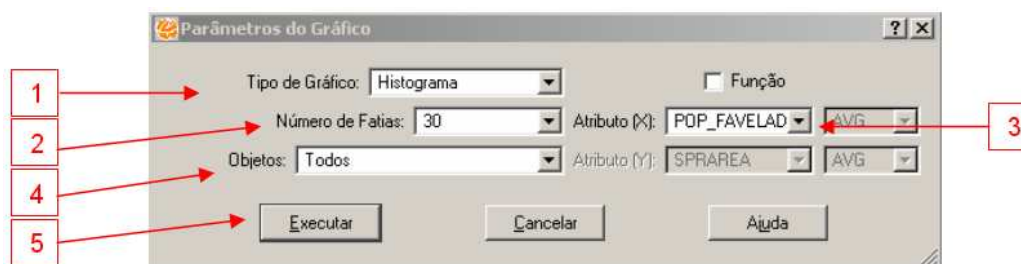 Parâmetros do Gráfico
1
Tipo de Gráfico: Histograma
Função
2
Número de Fatias: 30
Atributo (X): POP_FAVELAD
AVG
3
4
Objetos: Todos
Atributo (Y): SPRAREA
AVG
5
Executar
Cancelar
Ajuda